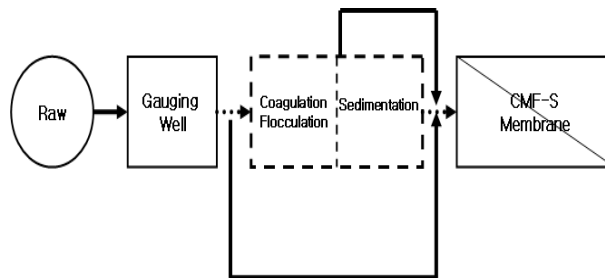 Raw
Gauging
Well
Coagulation
Flocculation
Sedimentation
CMF-S
Membrane